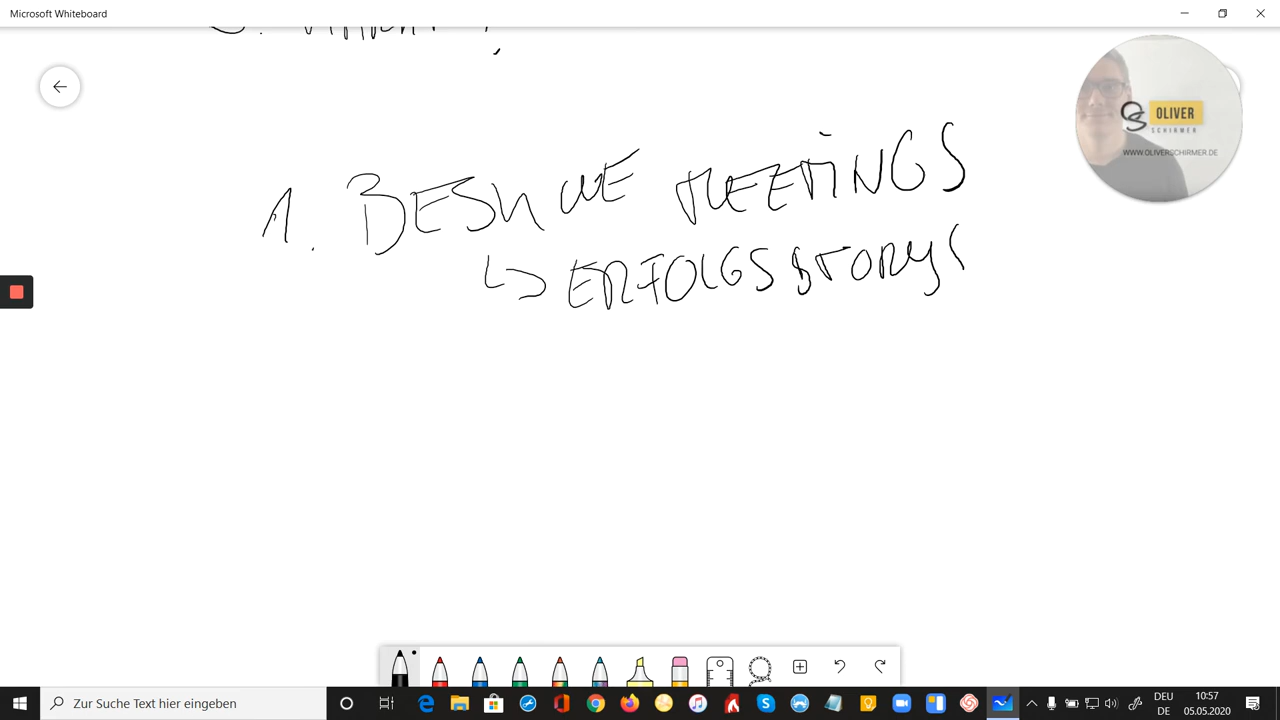 Microsoft Whiteboard
OLIVER
SCHIRMER
WWW.OLIVERSCHIRMER.DE
1. BESUCHE MEETINGS
↳ ERFOLGSSTORYS
Zur Suche Text hier eingeben
DEU 10:57
DE 05.05.2020